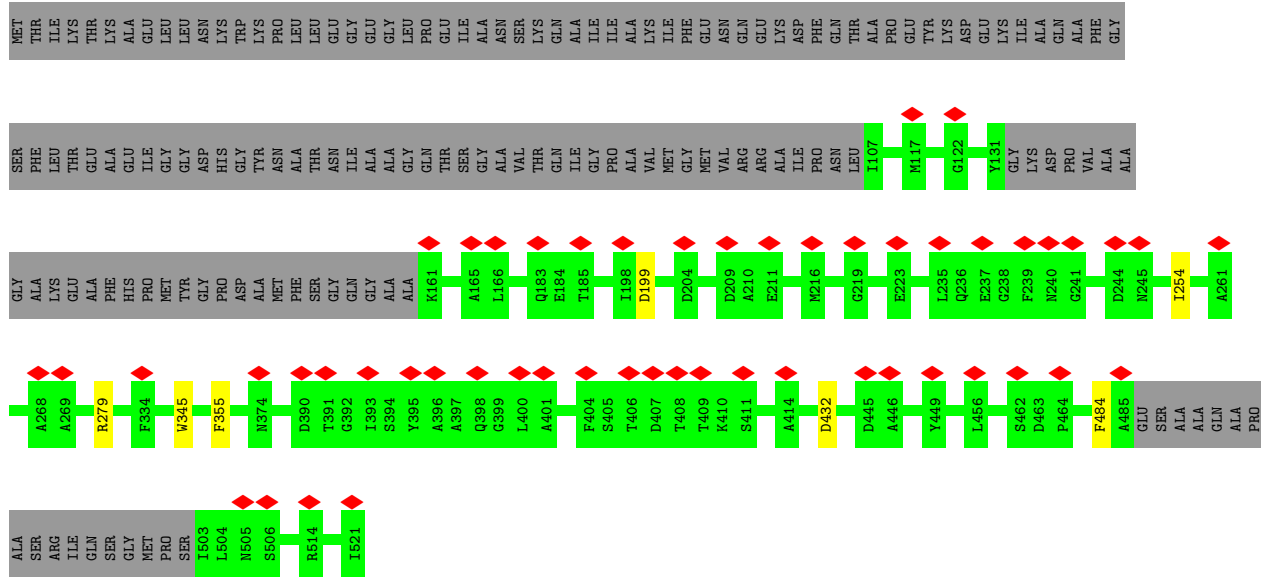 MET THR ILE LYS THR LYS ALA GLU LEU LEU ASN LYS TRP LYS PRO LEU LEU GLU GLY GLU GLY LEU PRO GLU ILE ALA ASN SER LYS GLN ALA ILE ILE ALA LYS ILE PHE GLU ASN GLN GLU LYS ASP PHE GLN THR ALA PRO GLU TYR LYS ASP GLU LYS ILE ALA GLN ALA PHE GLY
SER PHE LEU THR GLU ALA GLU ILE GLY GLY ASP HIS GLY TYR ASN ALA THR ASN ILE ALA ALA GLY GLN THR SER GLY ALA VAL THR GLN ILE GLY PRO ALA VAL MET GLY MET VAL ARG ARG ALA ILE PRO ASN LEU I107 M117 G122 Y131 GLY LYS ASP PRO VAL ALA ALA
GLY ALA LYS GLU ALA PHE HIS PRO MET TYR GLY PRO ASP ALA MET PHE SER GLY GLN GLY ALA ALA K161 A165 L166 Q183 E184 T185 I198 D199 D204 D209 A210 E211 M216 G219 E223 L235 Q236 E237 G238 F239 N240 G241 D244 N245 I254 A261
A268 A269 R279 F334 W345 F355 N374 D390 T391 G392 I393 S394 Y395 A396 A397 Q398 G399 L400 A401 F404 S405 T406 D407 T408 T409 K410 S411 A414 D432 D445 A446 Y449 L456 S462 D463 P464 F484 A485 GLU SER ALA ALA GLN ALA PRO
ALA SER ARG ILE GLN SER GLY MET PRO SER I503 L504 N505 S506 R514 I521